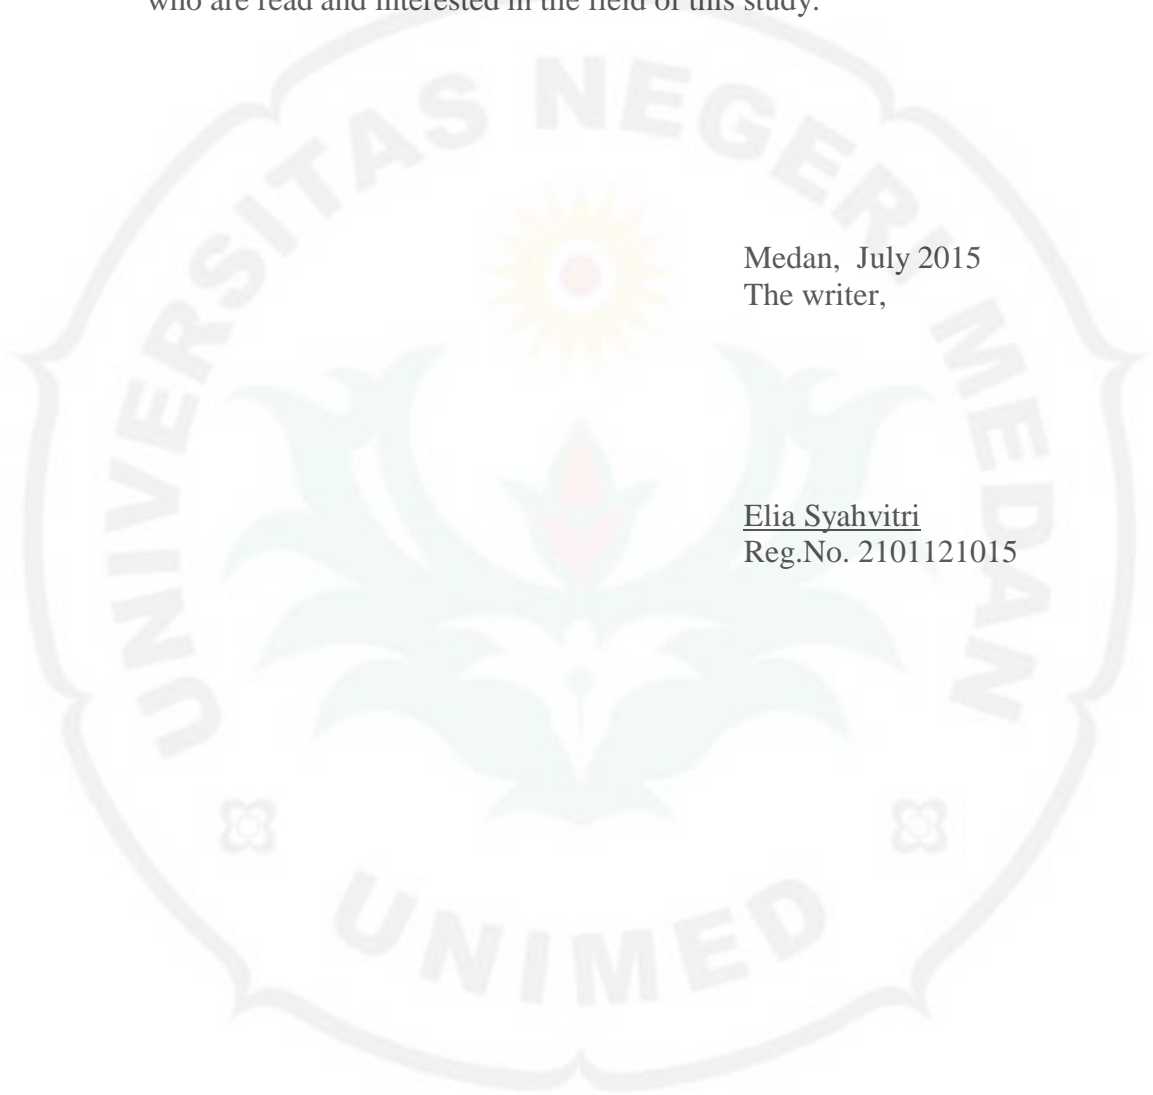 who are read and interested in the field of this study.
UNIVERSITAS NEGERI MEDAN
Medan,  July 2015
The writer,
Elia Syahvitri
Reg.No. 2101121015
UNIMED